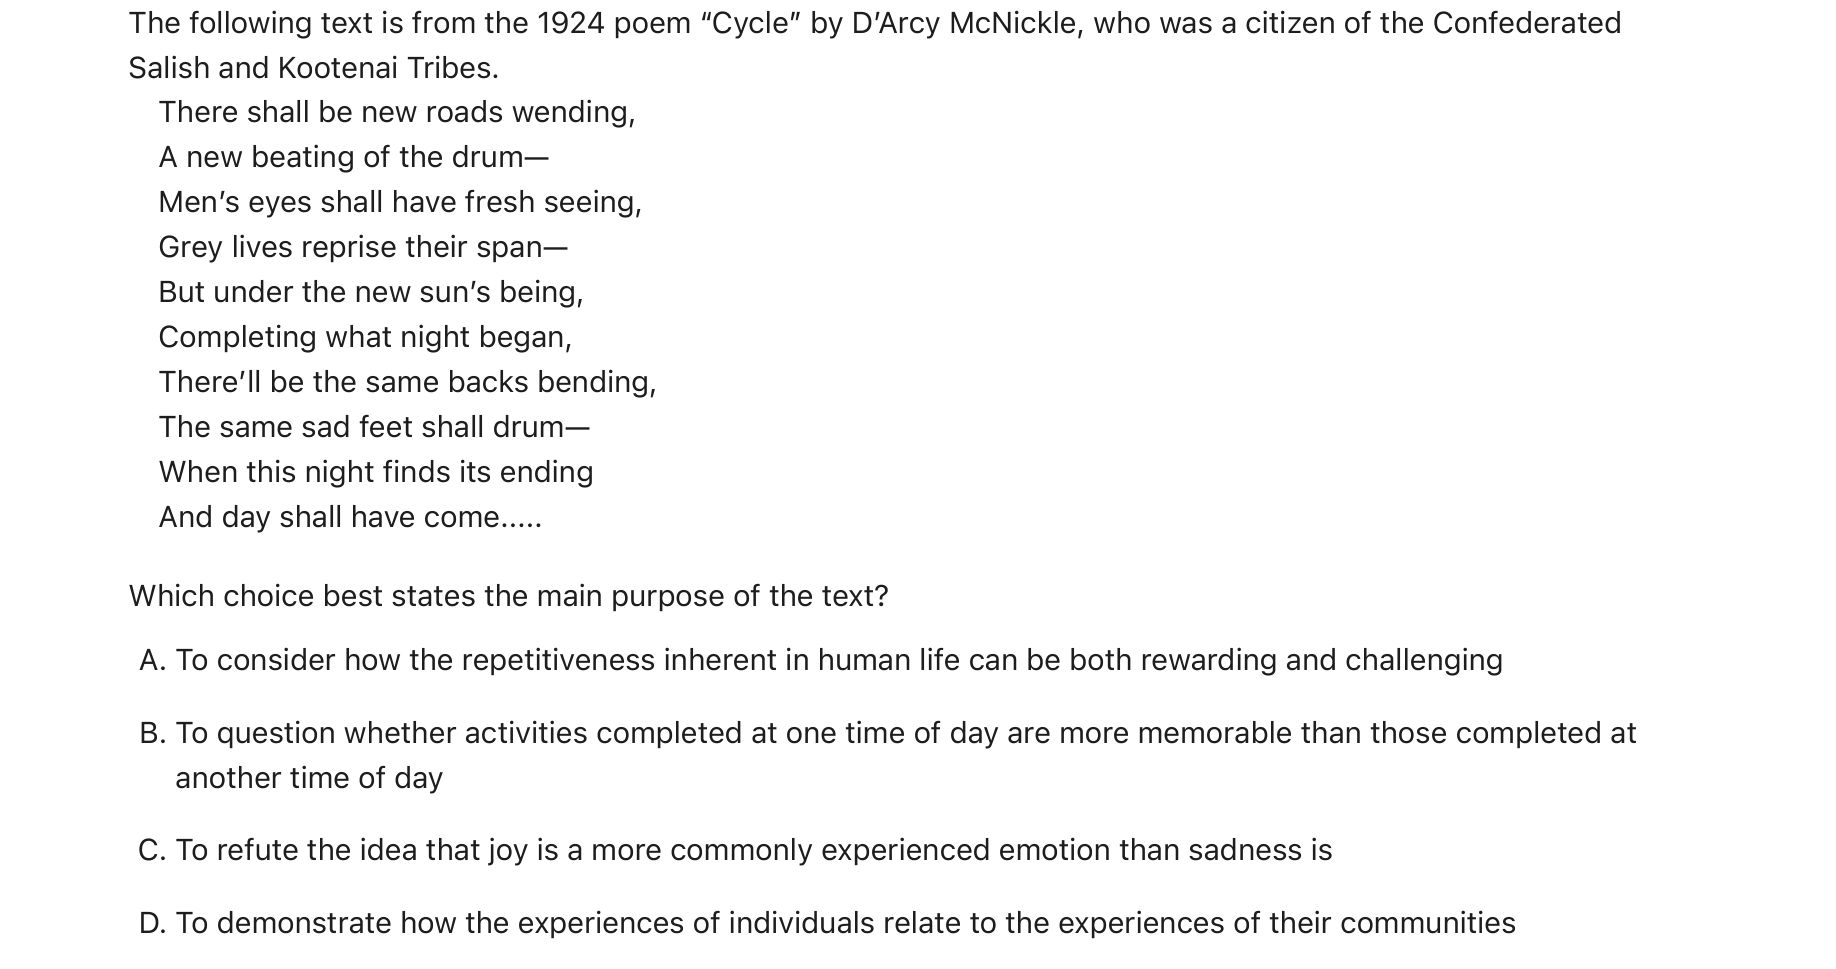 The following text is from the 1924 poem “Cycle” by D’Arcy McNickle, who was a citizen of the Confederated
Salish and Kootenai Tribes.
There shall be new roads wending,
A new beating of the drum—
Men’s eyes shall have fresh seeing,
Grey lives reprise their span—
But under the new sun’s being,
Completing what night began,
There’ll be the same backs bending,
The same sad feet shall drum—
When this night finds its ending
And day shall have come.....
Which choice best states the main purpose of the text?
A. To consider how the repetitiveness inherent in human life can be both rewarding and challenging
B. To question whether activities completed at one time of day are more memorable than those completed at
another time of day
C. To refute the idea that joy is a more commonly experienced emotion than sadness is
D. To demonstrate how the experiences of individuals relate to the experiences of their communities